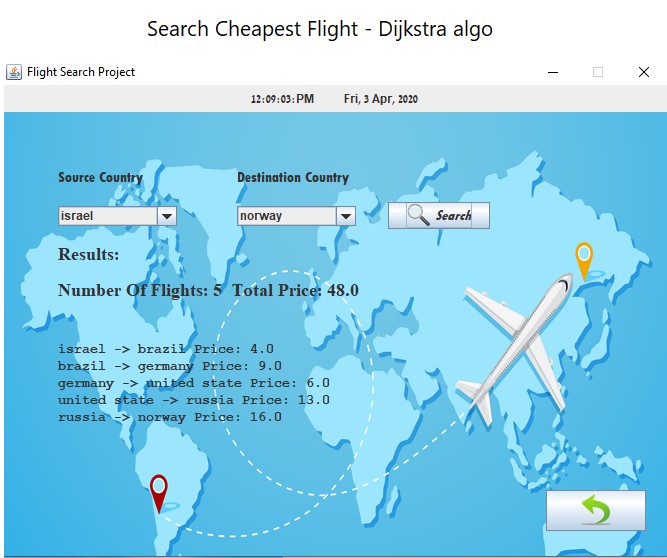 Search Cheapest Flight - Dijkstra algo
Flight Search Project
12:09:03: PM Fri, 3 Apr, 2020
Source Country Destination Country
israel norway Search
Results:
Number Of Flights: 5 Total Price: 48.0
israel -> brazil Price: 4.0
brazil -> germany Price: 9.0
germany -> united state Price: 6.0
united state -> russia Price: 13.0
russia -> norway Price: 16.0